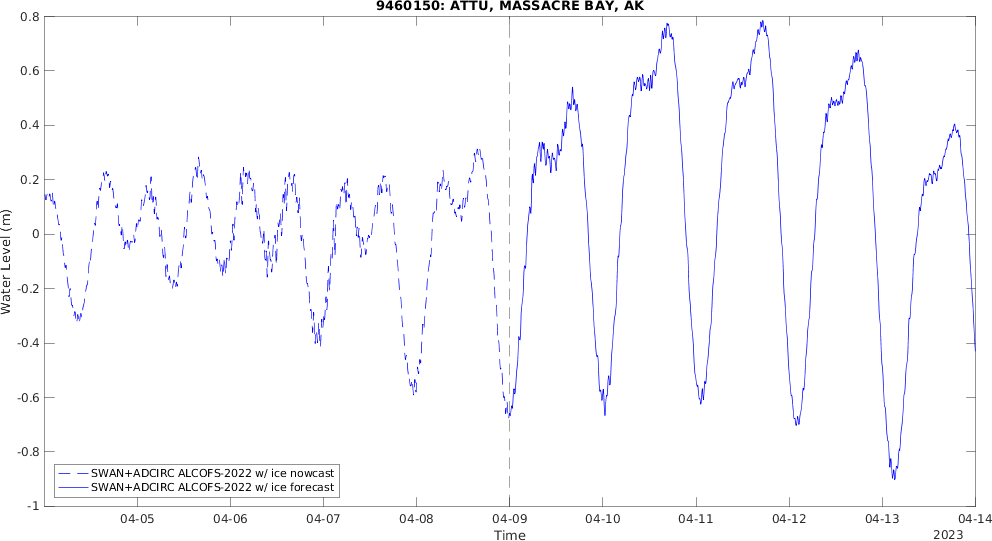 9460150: ATTU, MASSACRE BAY, AK
0.8
0.6
0.4
0.2
0
-0.2
-0.4
-0.6
-0.8
-1
Water Level (m)
SWAN+ADCIRC ALCOFS-2022 w/ ice nowcast
SWAN+ADCIRC ALCOFS-2022 w/ ice forecast
04-05 04-06 04-07 04-08 04-09 04-10 04-11 04-12 04-13 04-14
Time
2023